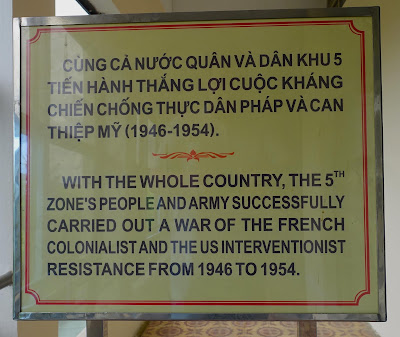 CÙNG CẢ NƯỚC QUÂN VÀ DÂN KHU 5
TIẾN HÀNH THẮNG LỢI CUỘC KHÁNG
CHIẾN CHỐNG THỰC DÂN PHÁP VÀ CAN
THIỆP MỸ (1946-1954).
WITH THE WHOLE COUNTRY, THE 5TH
ZONE'S PEOPLE AND ARMY SUCCESSFULLY
CARRIED OUT A WAR OF THE FRENCH
COLONIALIST AND THE US INTERVENTIONIST
RESISTANCE FROM 1946 TO 1954.